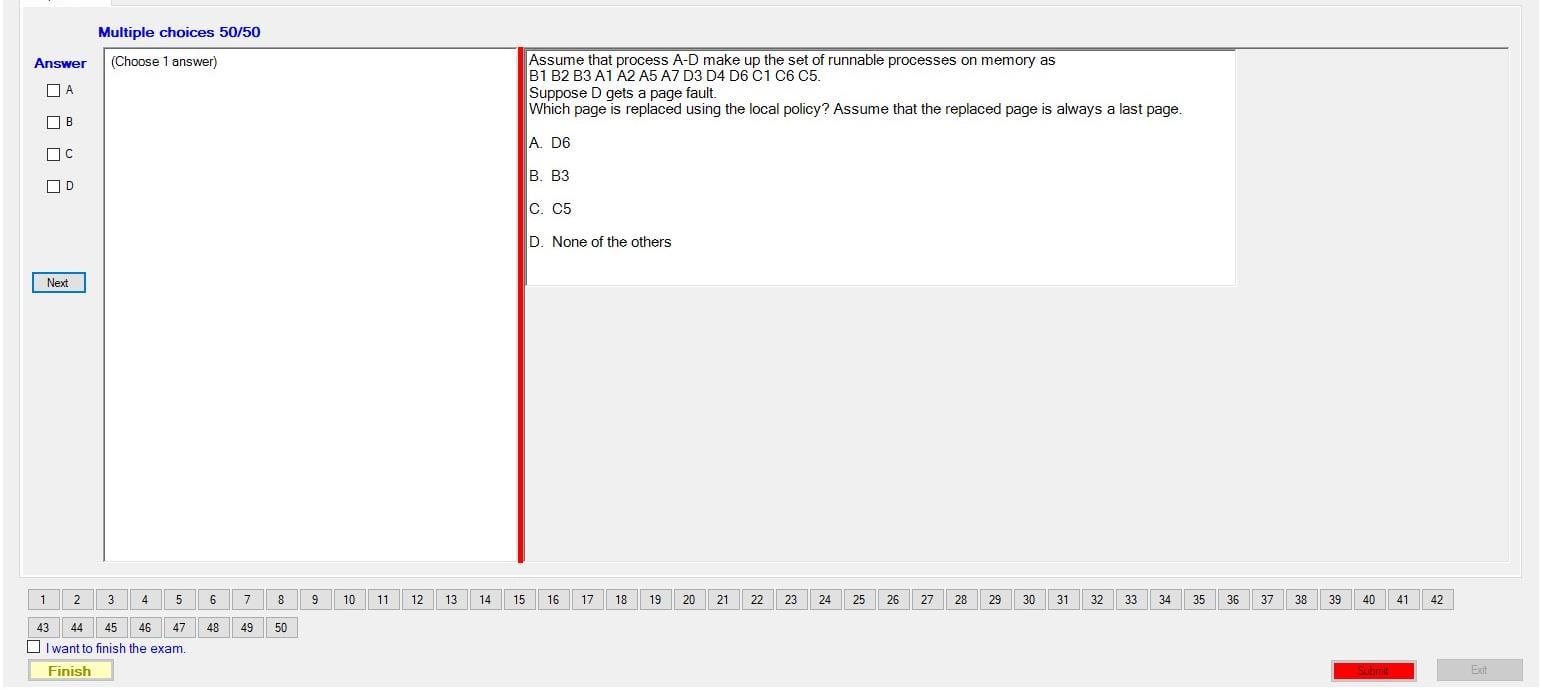 Multiple choices 50/50
Answer
A
B
C
D
Next
(Choose 1 answer)
Assume that process A-D make up the set of runnable processes on memory as
B1 B2 B3 A1 A2 A5 A7 D3 D4 D6 C1 C6 C5.
Suppose D gets a page fault.
Which page is replaced using the local policy? Assume that the replaced page is always a last page.
A. D6
B. B3
C. C5
D. None of the others
1 2 3 4 5 6 7 8 9 10 11 12 13 14 15 16 17 18 19 20 21 22 23 24 25 26 27 28 29 30 31 32 33 34 35 36 37 38 39 40 41 42
43 44 45 46 47 48 49 50
I want to finish the exam.
Finish
Submit
Exit